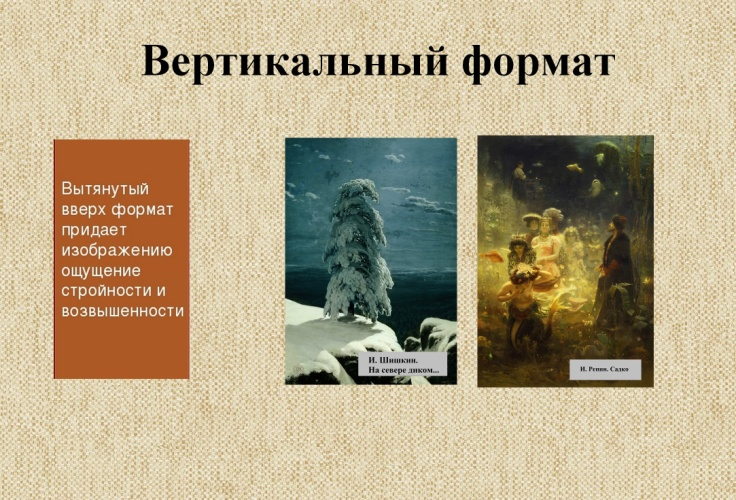 Вертикальный формат
Вытянутый
вверх формат
придает
изображению
ощущение
стройности и
возвышенности
И. Шишкин.
На севере диком...
И. Репин. Садко